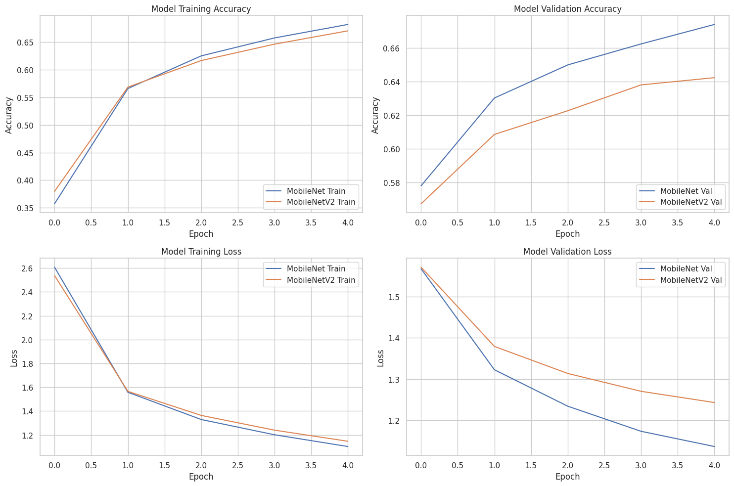 Model Training Accuracy
Accuracy
0.65
0.60
0.55
0.50
0.45
0.40
0.35
MobileNet Train
MobileNetV2 Train
0.0 0.5 1.0 1.5 2.0 2.5 3.0 3.5 4.0
Epoch
Model Validation Accuracy
Accuracy
0.66
0.64
0.62
0.60
0.58
MobileNet Val
MobileNetV2 Val
0.0 0.5 1.0 1.5 2.0 2.5 3.0 3.5 4.0
Epoch
Model Training Loss
Loss
2.6
2.4
2.2
2.0
1.8
1.6
1.4
1.2
MobileNet Train
MobileNetV2 Train
0.0 0.5 1.0 1.5 2.0 2.5 3.0 3.5 4.0
Epoch
Model Validation Loss
Loss
1.5
1.4
1.3
1.2
MobileNet Val
MobileNetV2 Val
0.0 0.5 1.0 1.5 2.0 2.5 3.0 3.5 4.0
Epoch